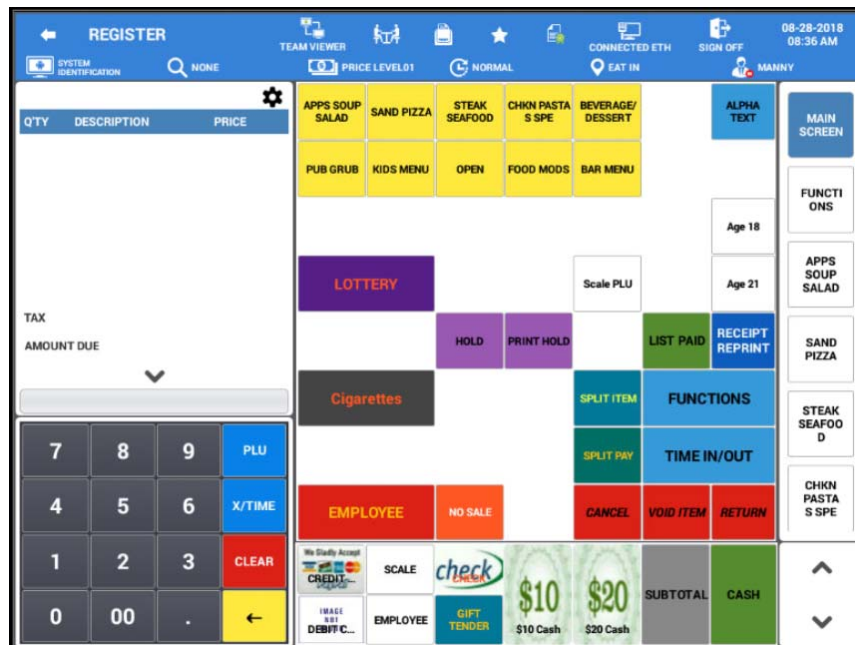 REGISTER
TEAM VIEWER
CONNECTED ETH
SIGN OFF
08-28-2018
08:36 AM
SYSTEM
IDENTIFICATION
NONE
PRICE LEVEL01
NORMAL
EAT IN
MANNY
Q'TY DESCRIPTION PRICE
TAX
AMOUNT DUE
7 8 9 PLU
4 5 6 X/TIME
1 2 3 CLEAR
0 00 . ←
APPS SOUP
SALAD
SAND PIZZA
STEAK
SEAFOOD
CHKN PASTA
S SPE
BEVERAGE/
DESSERT
ALPHA
TEXT
PUB GRUB
KIDS MENU
OPEN
FOOD MODS
BAR MENU
Age 18
LOTTERY
Scale PLU
Age 21
HOLD
PRINT HOLD
LIST PAID
RECEIPT
REPRINT
Cigarettes
SPLIT ITEM
FUNCTIONS
SPLIT PAY
TIME IN/OUT
EMPLOYEE
NO SALE
CANCEL
VOID ITEM
RETURN
We Gladly Accept
CREDIT...
SCALE
check
CHECK
$10
$10 Cash
$20
$20 Cash
SUBTOTAL
CASH
IMAGE
NOT
DEBIT C...
EMPLOYEE
GIFT
TENDER
MAIN
SCREEN
FUNCTI
ONS
APPS
SOUP
SALAD
SAND
PIZZA
STEAK
SEAFOO
D
CHKN
PASTA
S SPE